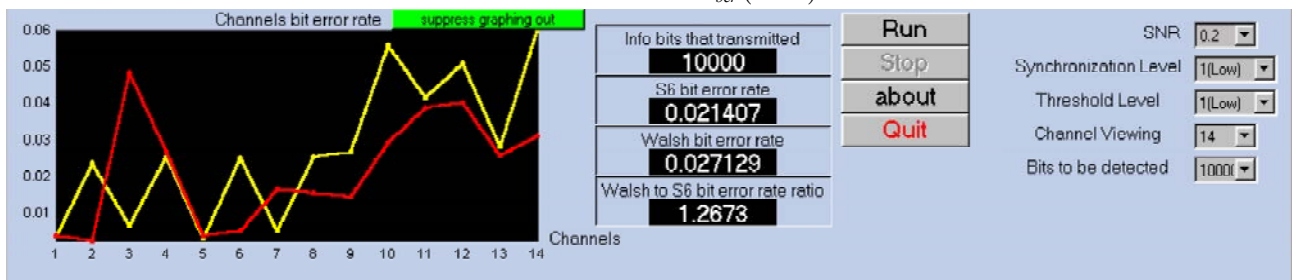 Channels bit error rate
suppress graphing out
0.06
0.05
0.04
0.03
0.02
0.01
1 2 3 4 5 6 7 8 9 10 11 12 13 14
Channels
Info bits that transmitted
10000
S6 bit error rate
0.021407
Walsh bit error rate
0.027129
Walsh to S6 bit error rate ratio
1.2673
Run
Stop
about
Quit
SNR 0.2
Synchronization Level 1(Low)
Threshold Level 1(Low)
Channel Viewing 14
Bits to be detected